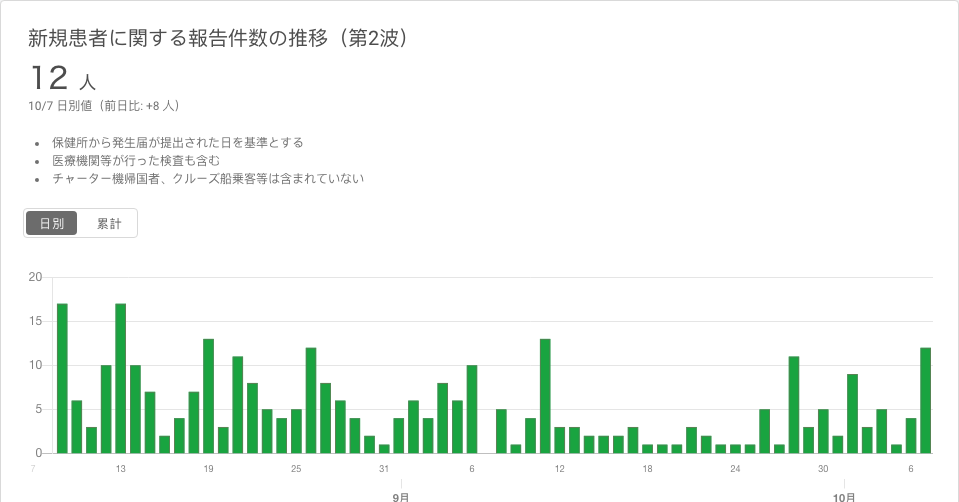 新規患者に関する報告件数の推移（第2波）
12 人
10/7 日別値（前日比: +8 人）
• 保健所から発生届が提出された日を基準とする
• 医療機関等が行った検査も含む
• チャーター機帰国者、クルーズ船乗客等は含まれていない
日別 累計
20
15
10
5
0
7 13 19 25 31 6 12 18 24 30 6
9月 10月